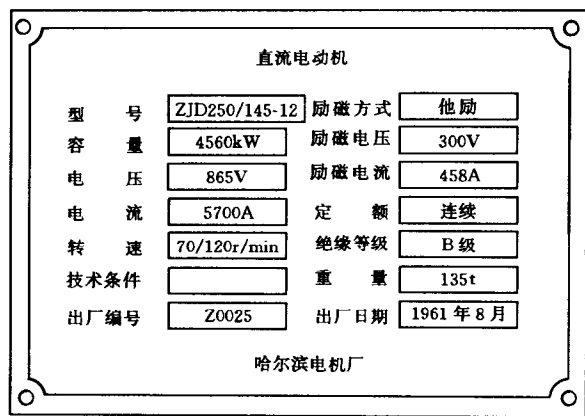 直流电动机
型号 ZJD250/145-12 励磁方式 他励
容量 4560kW 励磁电压 300V
电压 865V 励磁电流 458A
电流 5700A 定额 连续
转速 70/120r/min 绝缘等级 B级
技术条件 重量 135t
出厂编号 Z0025 出厂日期 1961年8月
哈尔滨电机厂